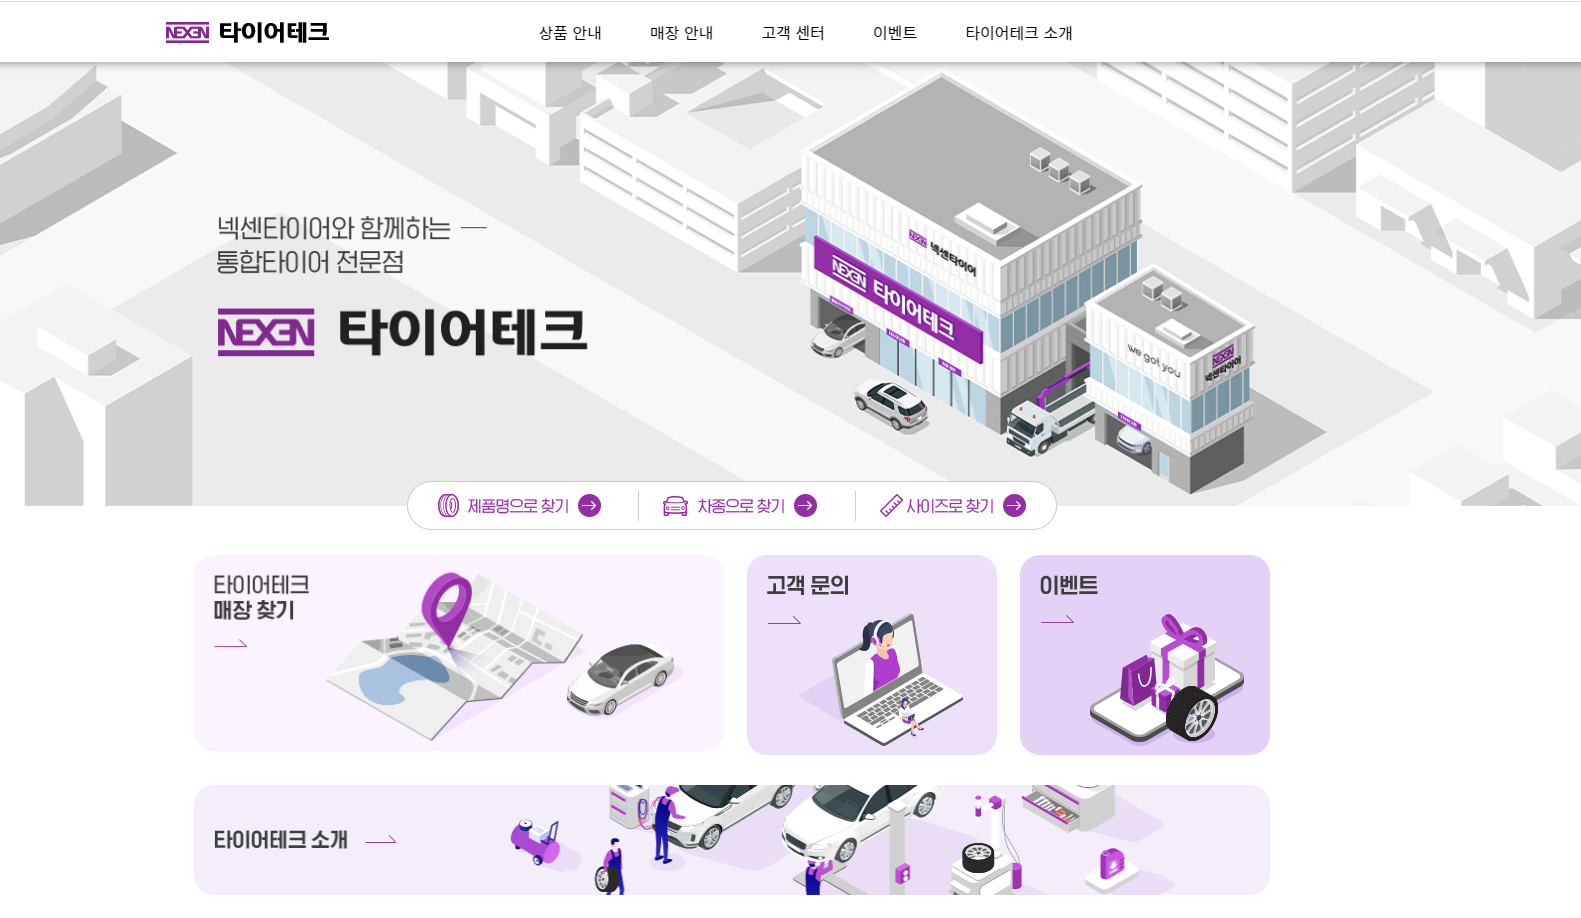 NEXEN 타이어테크
상품 안내 매장 안내 고객 센터 이벤트 타이어테크 소개
넥센타이어와 함께하는
통합타이어 전문점
NEXEN 타이어테크
NEXEN 넥센타이어
NEXEN 타이어테크
we got you
NEXEN
넥센타이어
제품명으로 찾기 차종으로 찾기 사이즈로 찾기
타이어테크
매장 찾기
고객 문의
이벤트
타이어테크 소개